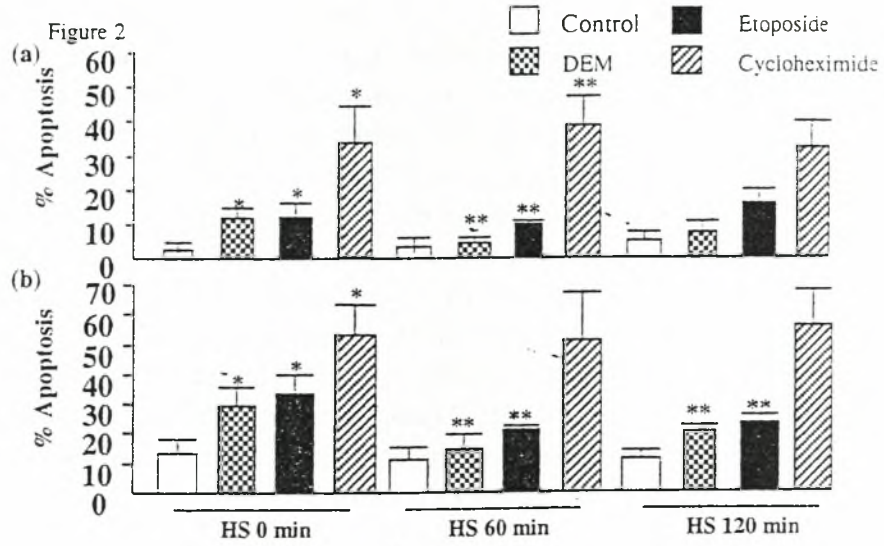 Figure 2
Control
Etoposide
DEM
Cycloheximide
(a)
% Apoptosis
60
50
40
30
20
10
0
*
*
*
**
**
**
(b)
% Apoptosis
70
60
50
40
30
20
10
0
*
*
*
**
**
**
**
HS 0 min
HS 60 min
HS 120 min